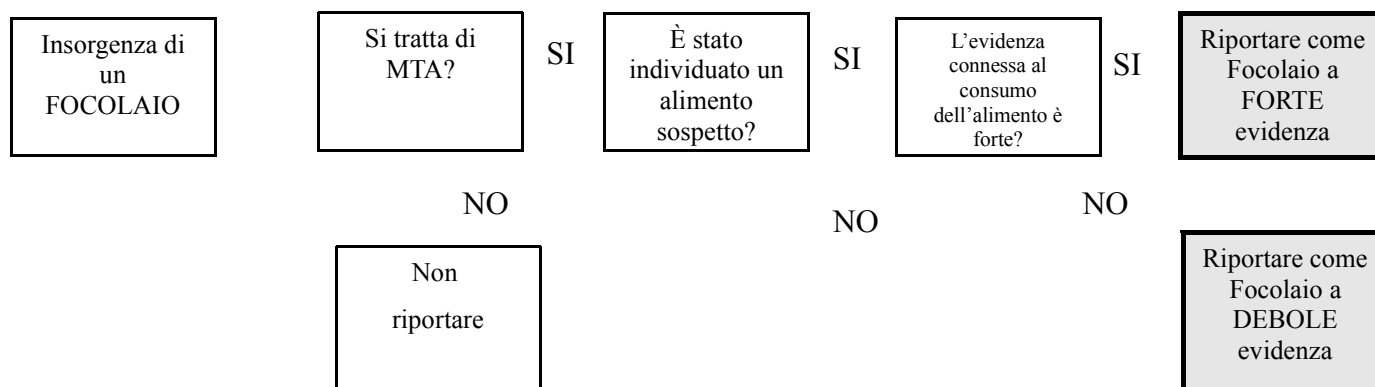 Insorgenza di
un
FOCOLAIO
Si tratta di
MTA?
SI
È stato
individuato un
alimento
sospetto?
SI
L’evidenza
connessa al
consumo
dell’alimento è
forte?
SI
Riportare come
Focolaio a
FORTE
evidenza
NO
NO
NO
Non
riportare
Riportare come
Focolaio a
DEBOLE
evidenza